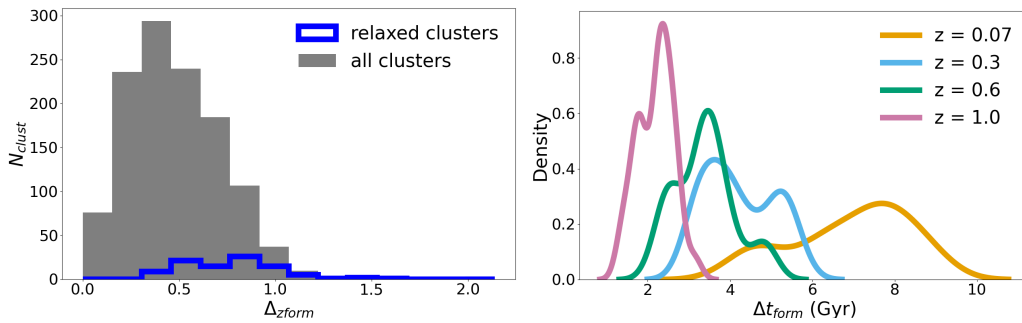 300
250
200
150
100
50
0
N_clust
relaxed clusters
all clusters
0.0 0.5 1.0 1.5 2.0
Δ_zform
0.8
0.6
0.4
0.2
0.0
Density
z = 0.07
z = 0.3
z = 0.6
z = 1.0
2 4 6 8 10
Δt_form (Gyr)